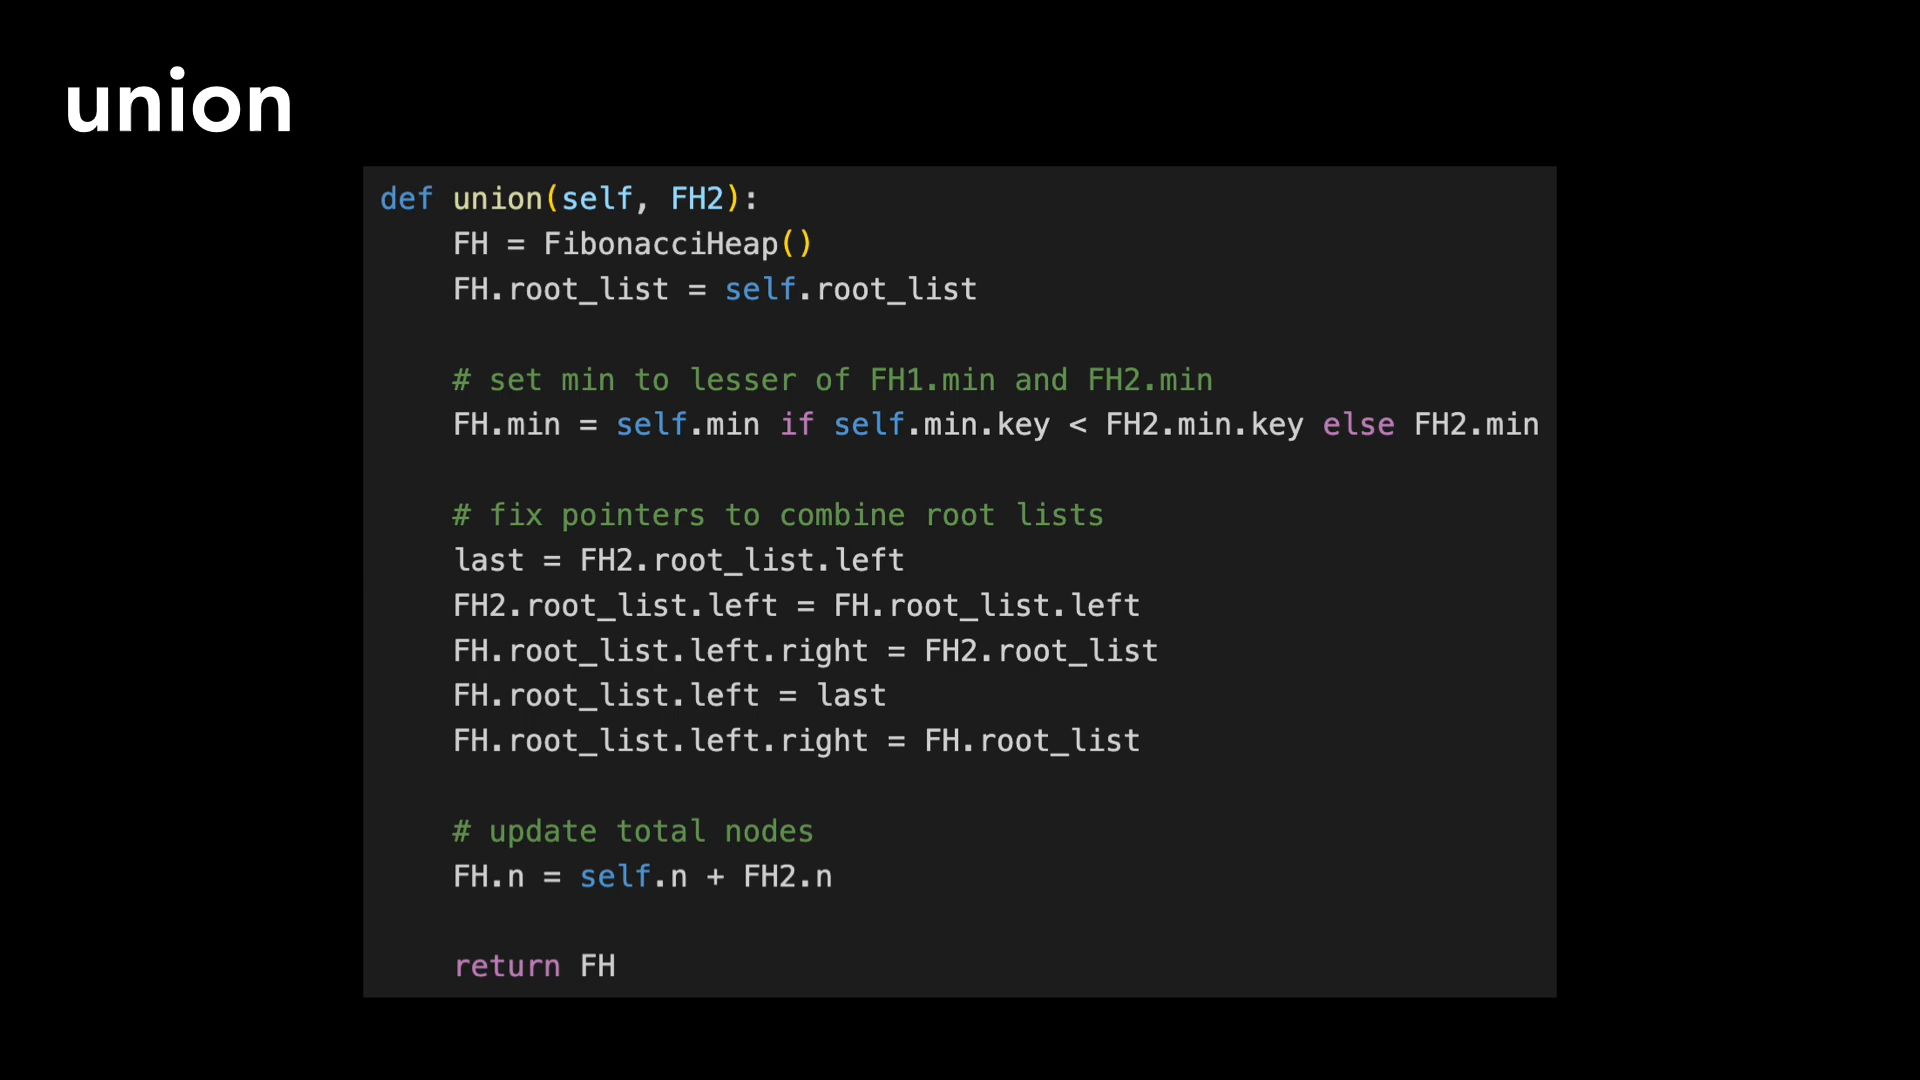 union
def union(self, FH2):
    FH = FibonacciHeap()
    FH.root_list = self.root_list
    # set min to lesser of FH1.min and FH2.min
    FH.min = self.min if self.min.key < FH2.min.key else FH2.min
    # fix pointers to combine root lists
    last = FH2.root_list.left
    FH2.root_list.left = FH.root_list.left
    FH.root_list.left.right = FH2.root_list
    FH.root_list.left = last
    FH.root_list.left.right = FH.root_list
    # update total nodes
    FH.n = self.n + FH2.n
    return FH